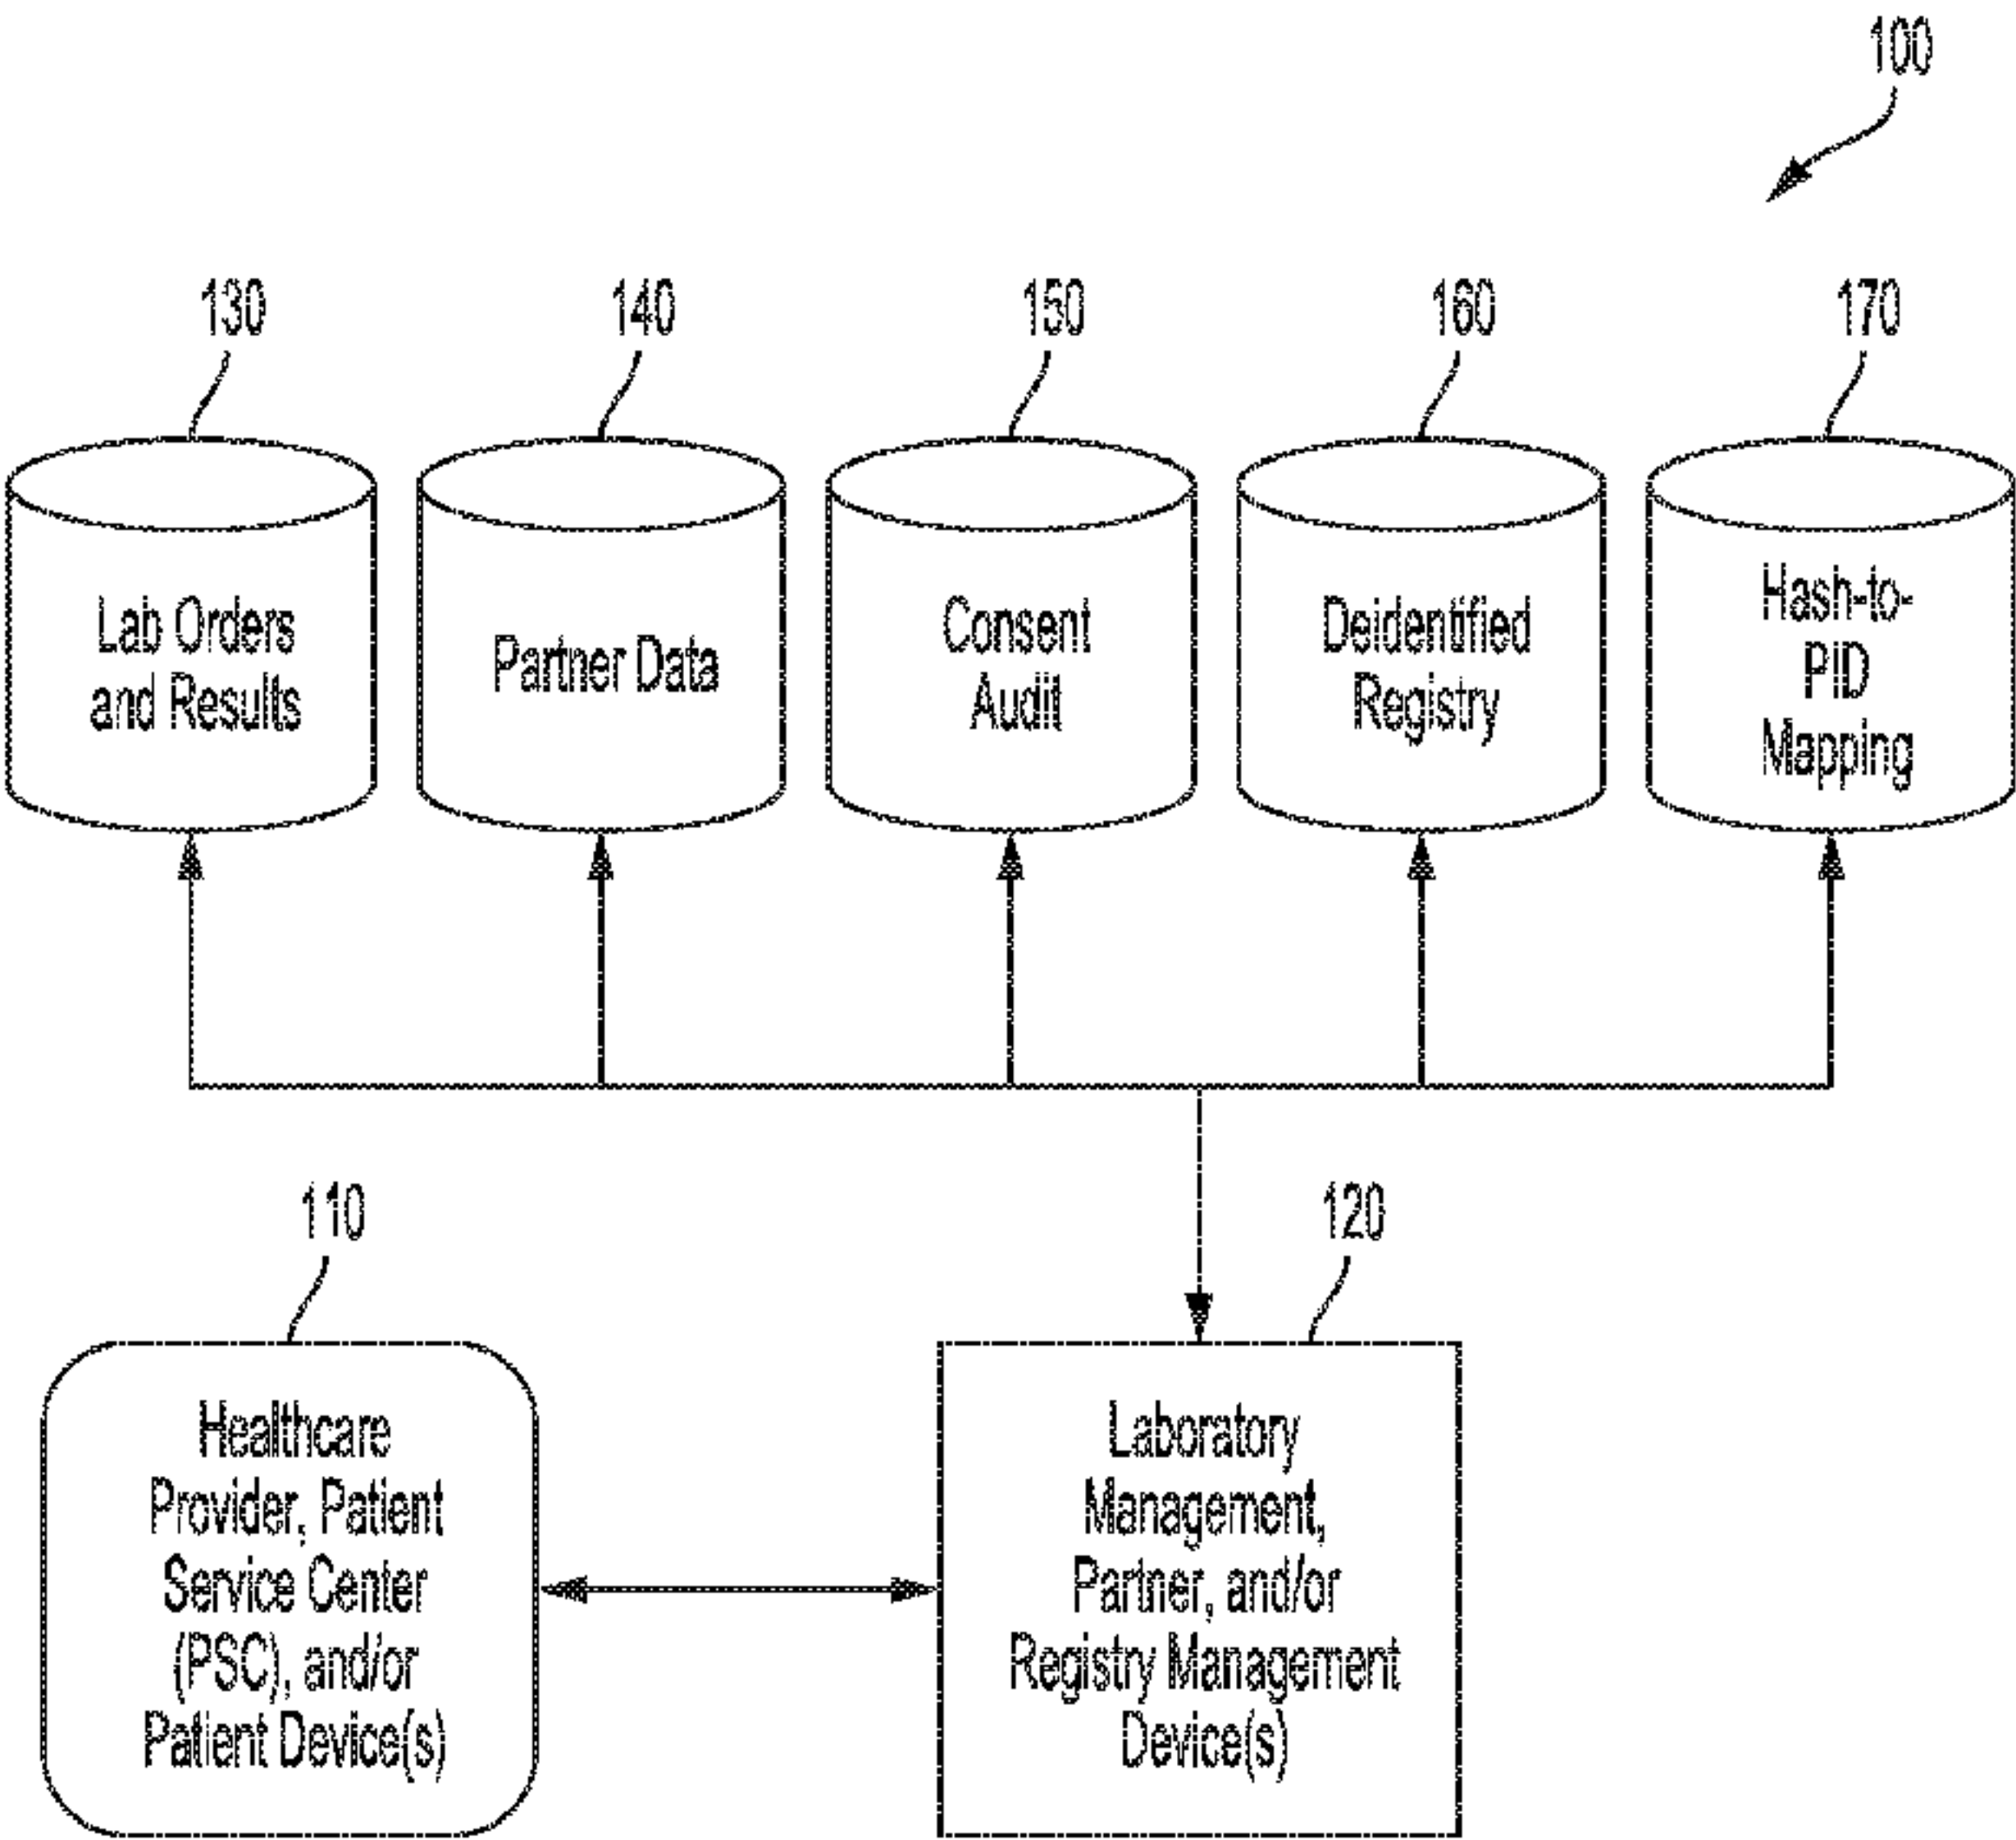 100
130
140
150
160
170
Lab Orders
and Results
Partner Data
Consent
Audit
Deidentified
Registry
Hash-to-
PID
Mapping
110
120
Healthcare
Provider, Patient
Service Center
(PSC), and/or
Patient Device(s)
Laboratory
Management,
Partner, and/or
Registry Management
Device(s)